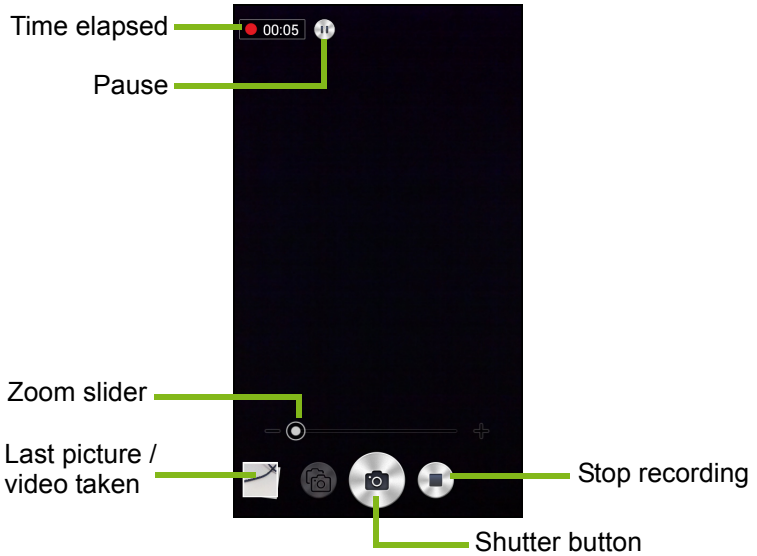 Time elapsed
00:05
Pause
Zoom slider
Last picture /
video taken
Stop recording
Shutter button